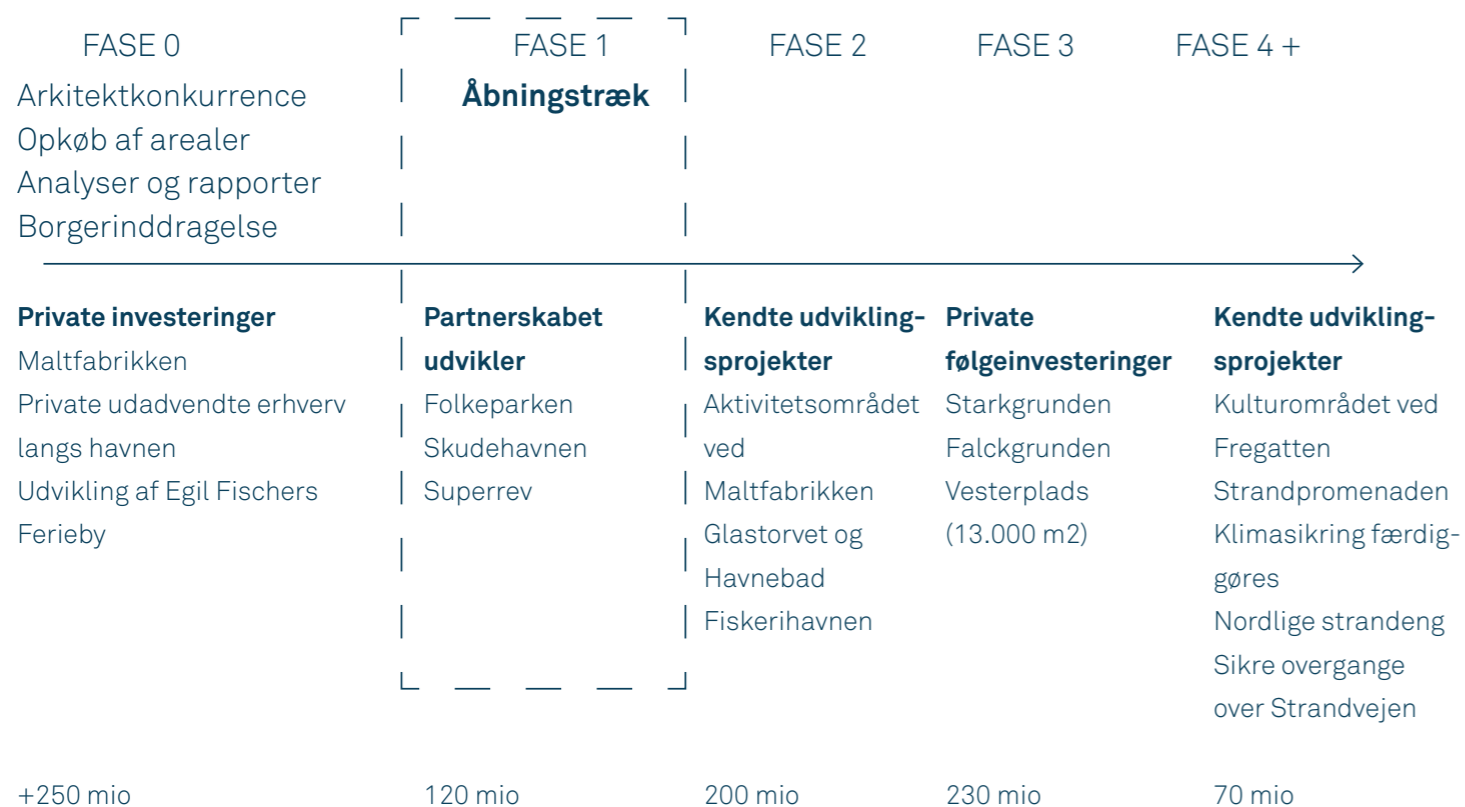 FASE 0
Arkitektkonkurrence
Opkøb af arealer
Analyser og rapporter
Borgerinddragelse
FASE 1
Åbningstræk
FASE 2
FASE 3
FASE 4 +
Private investeringer
Maltfabrikken
Private udadvendte erhverv
langs havnen
Udvikling af Egil Fischers
Ferieby
+250 mio
Partnerskabet
udvikler
Folkeparken
Skudehavnen
Superrev
120 mio
Kendte udvikling-
sprojekter
Aktivitetsområdet
ved
Maltfabrikken
Glastorvet og
Havnebad
Fiskerihavnen
200 mio
Private
følgeinvesteringer
Starkgrunden
Falckgrunden
Vesterplads
(13.000 m2)
230 mio
Kendte udvikling-
sprojekter
Kulturområdet ved
Fregatten
Strandpromenaden
Klimasikring færdig-
gøres
Nordlige strandeng
Sikre overgange
over Strandvejen
70 mio